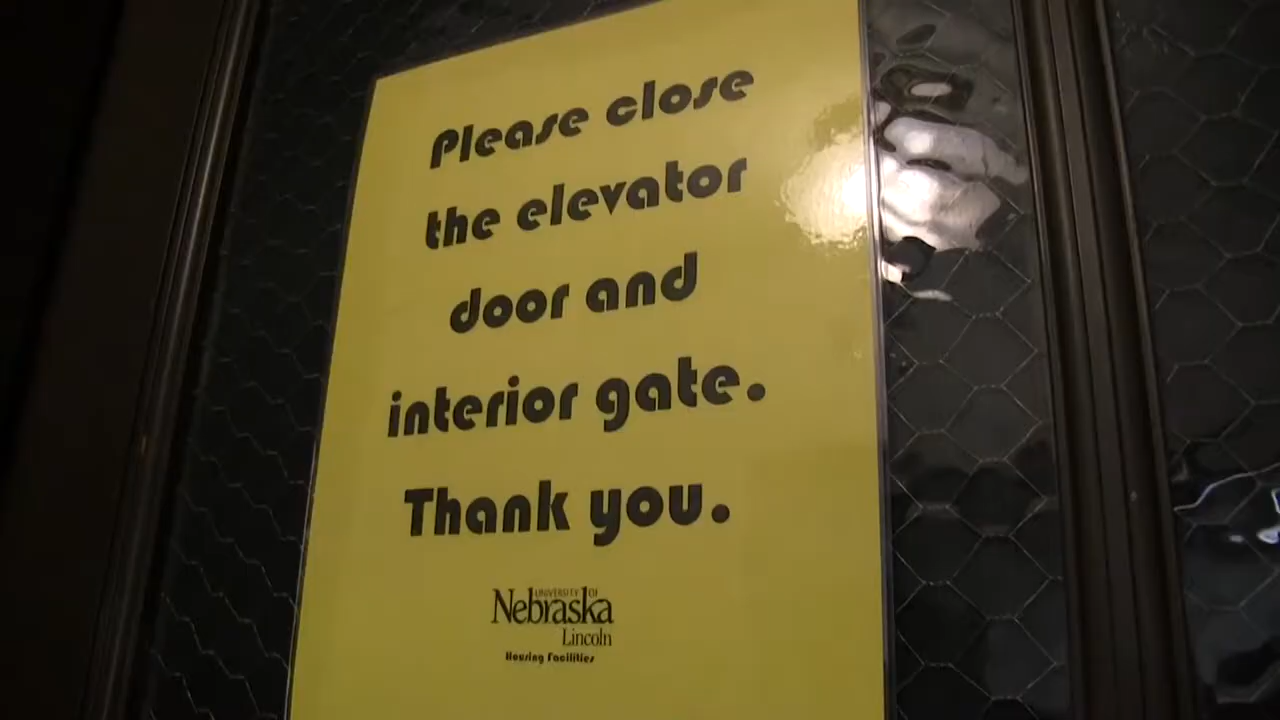 Please close
the elevator
door and
interior gate.
Thank you.
UNIVERSITY OF
Nebraska
Lincoln
Housing Facilities